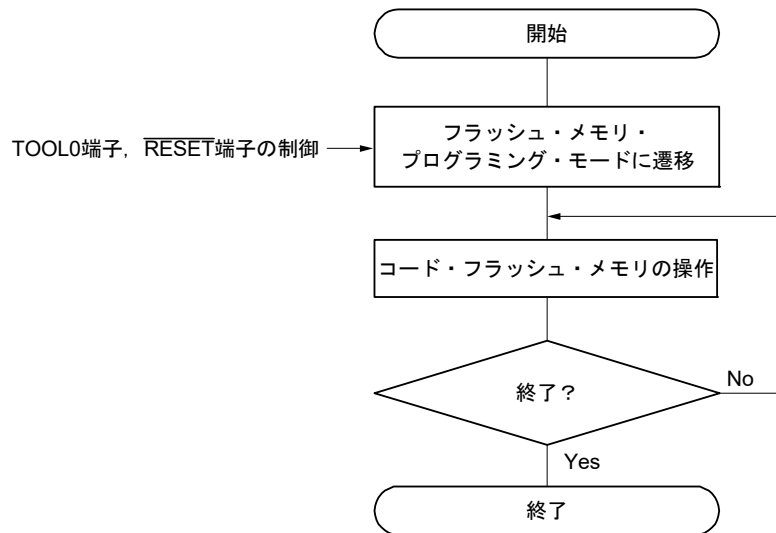 開始
TOOL0端子，RESET端子の制御
フラッシュ・メモリ・
プログラミング・モードに遷移
コード・フラッシュ・メモリの操作
終了？
No
Yes
終了